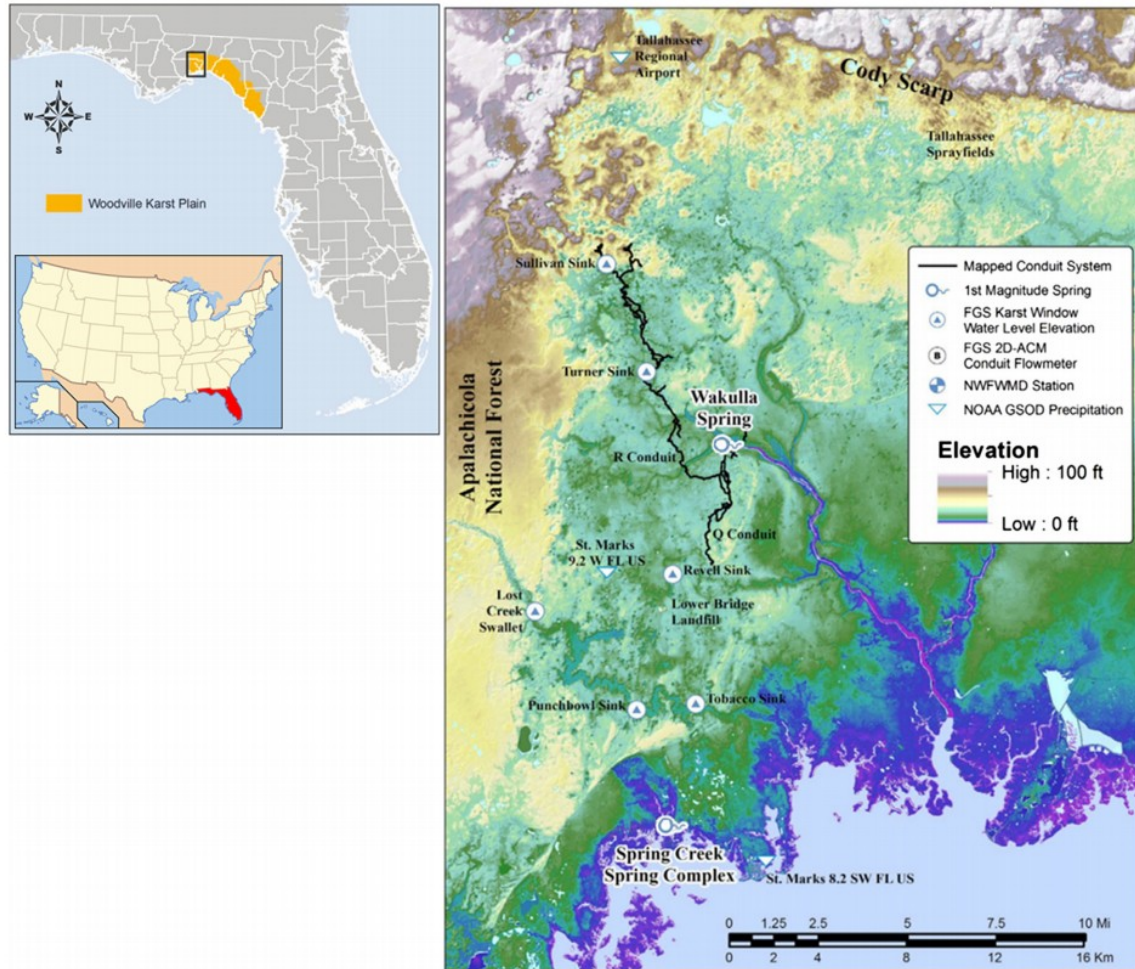 N
W E
S
Woodville Karst Plain
Tallahassee
Regional
Airport
Cody Scarp
Tallahassee
Sprayfields
Sullivan Sink
Turner Sink
Wakulla
Spring
R Conduit
Apalachicola
National Forest
Q Conduit
St. Marks
9.2 W FL US
Revell Sink
Lost
Creek
Swallet
Lower Bridge
Landfill
Punchbowl Sink
Tobacco Sink
Spring Creek
Spring Complex
St. Marks 8.2 SW FL US
Mapped Conduit System
1st Magnitude Spring
FGS Karst Window
Water Level Elevation
B FGS 2D-ACM
Conduit Flowmeter
NWFWMD Station
NOAA GSOD Precipitation
Elevation
High : 100 ft
Low : 0 ft
0 1.25 2.5 5 7.5 10 Mi
0 2 4 8 12 16 Km